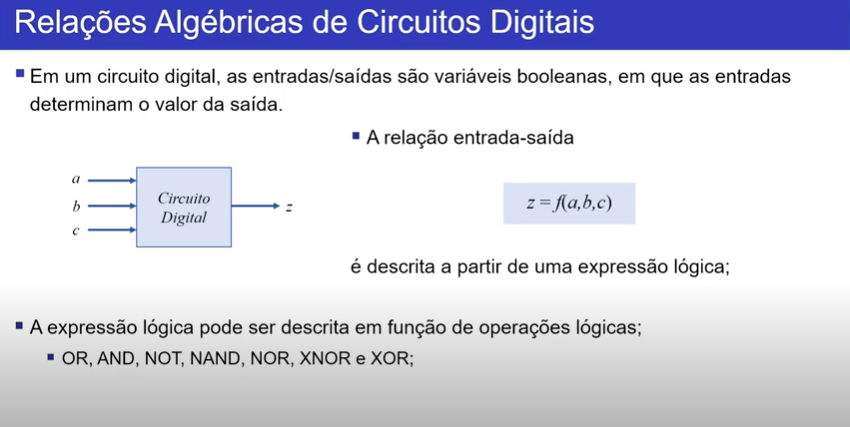 Relações Algébricas de Circuitos Digitais
Em um circuito digital, as entradas/saídas são variáveis booleanas, em que as entradas
determinam o valor da saída.
A relação entrada-saída
a
b
c
Circuito
Digital
z
z = f(a,b,c)
é descrita a partir de uma expressão lógica;
A expressão lógica pode ser descrita em função de operações lógicas;
OR, AND, NOT, NAND, NOR, XNOR e XOR;